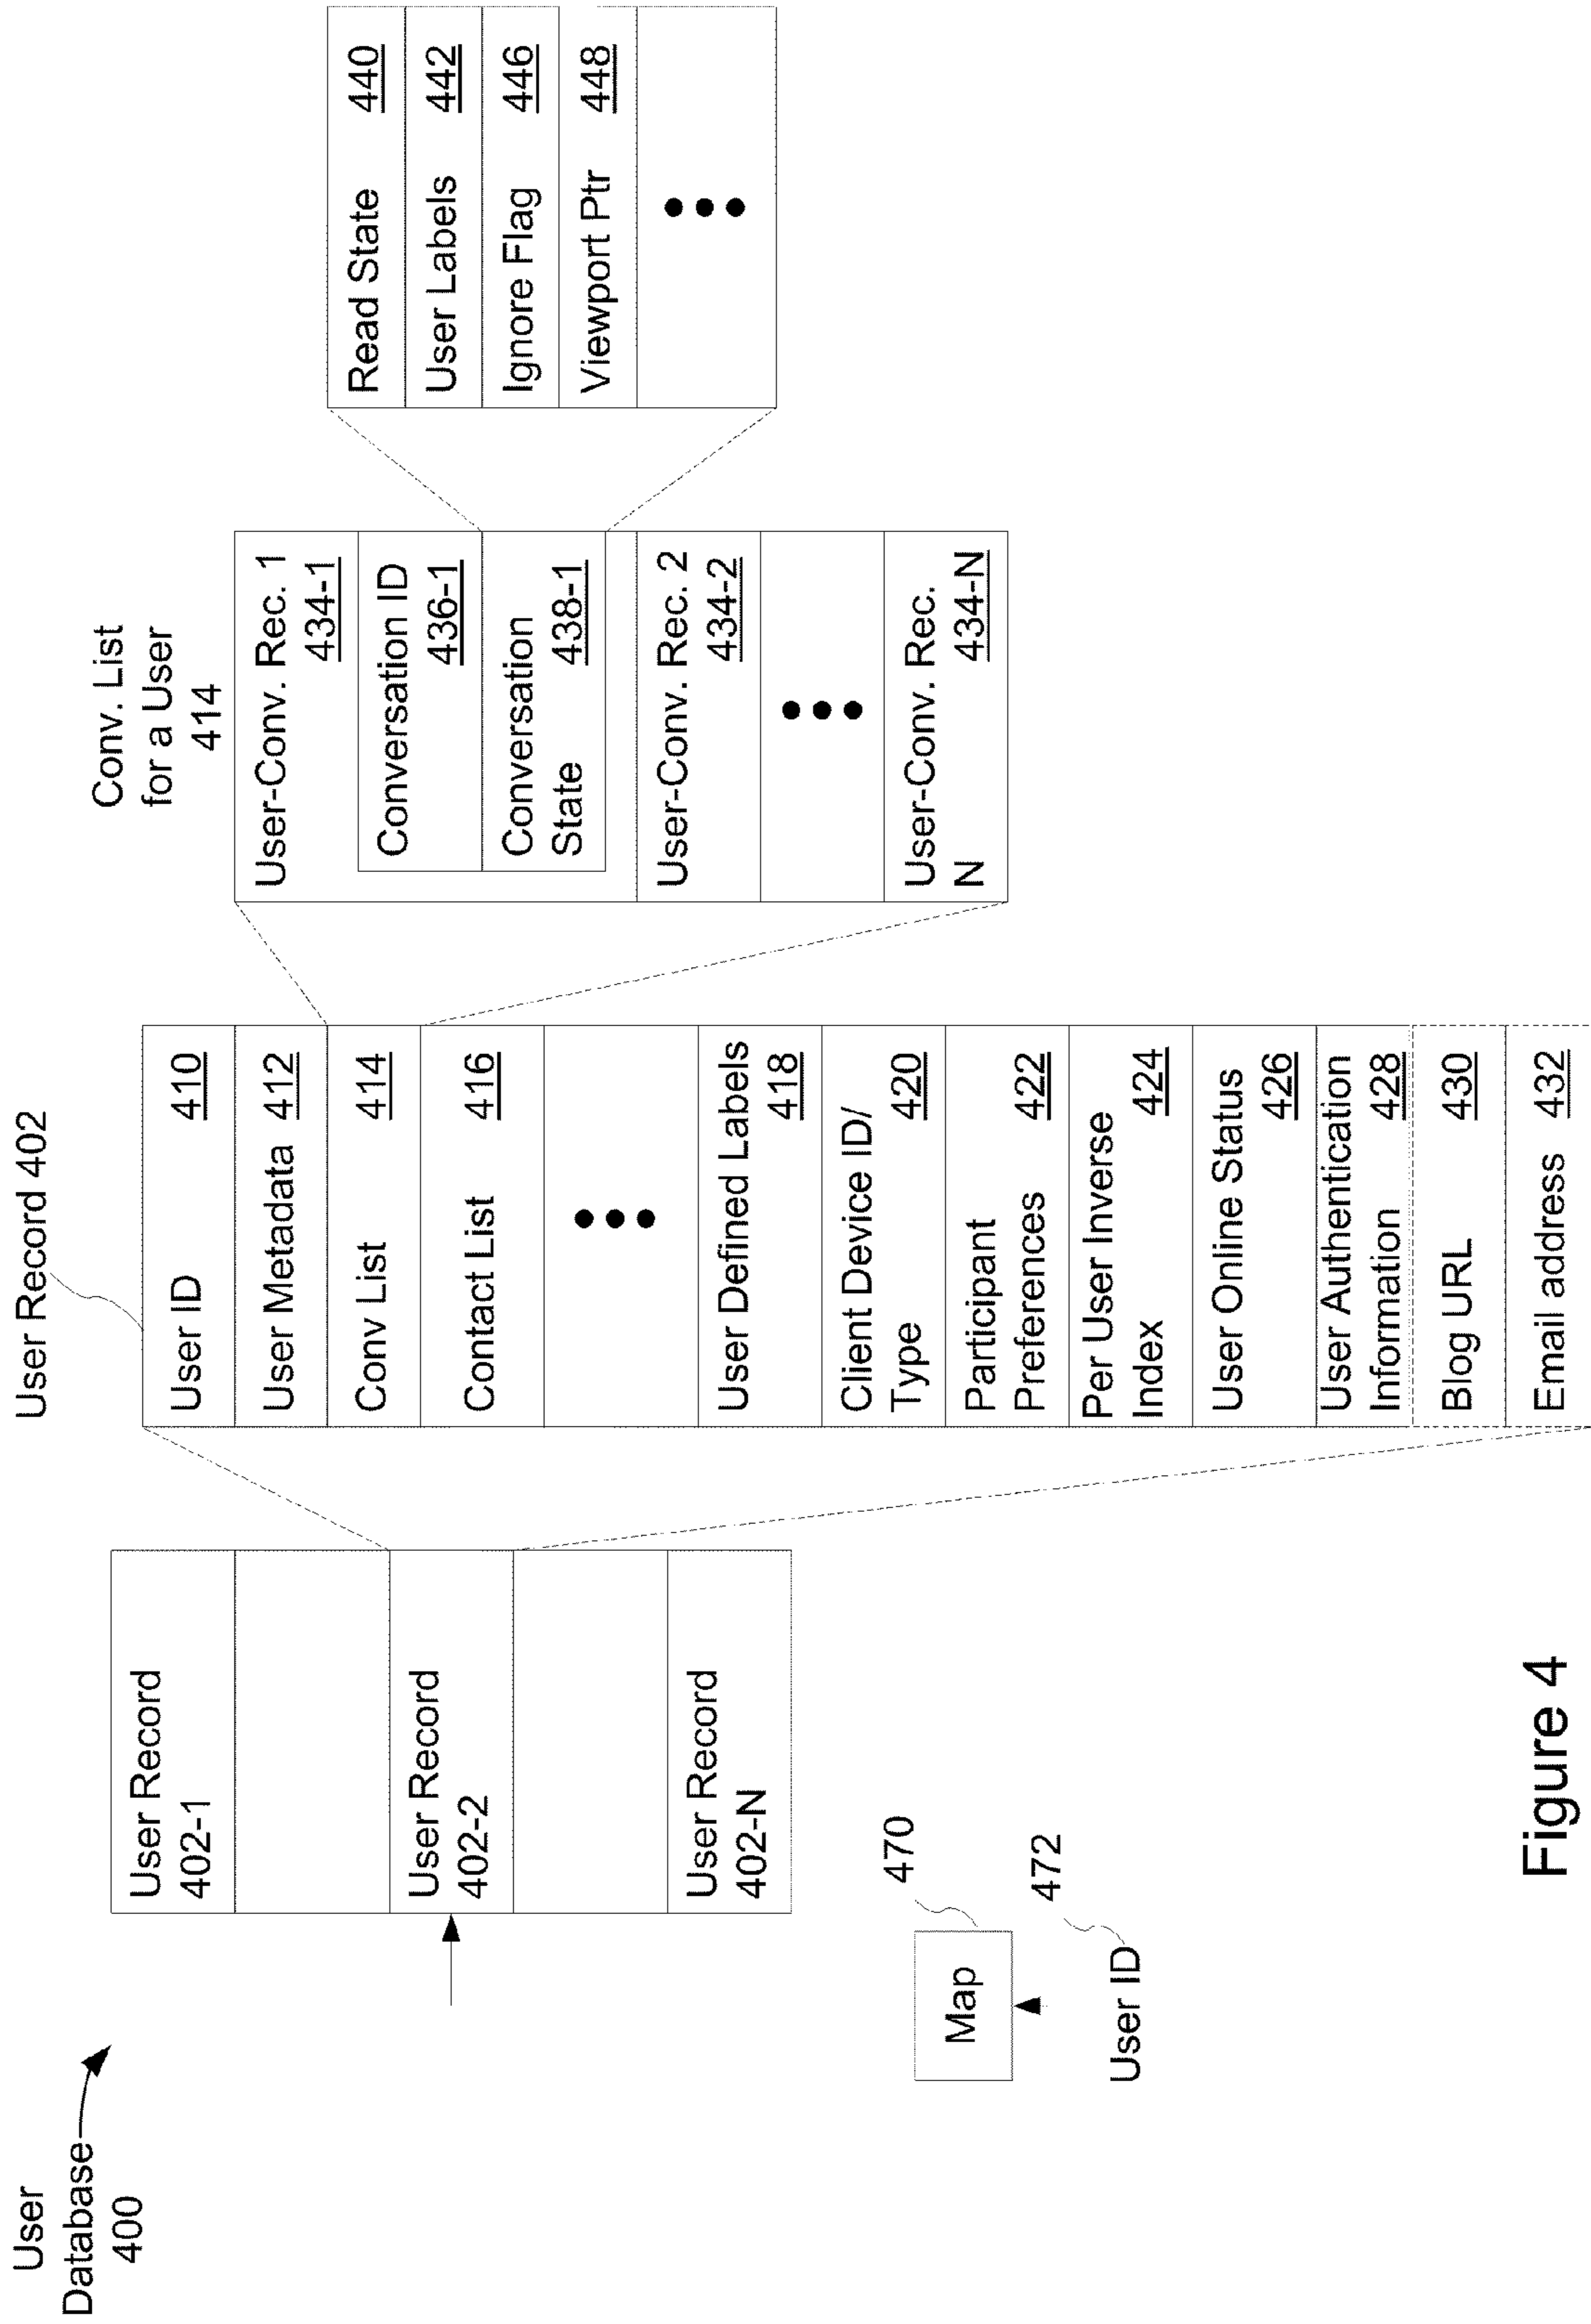 User
Database
400
User Record
402-1
User Record
402-2
User Record
402-N
Map
470
User ID
472
User Record 402
User ID 410
User Metadata 412
Conv List 414
Contact List 416
User Defined Labels
418
Client Device ID/
Type 420
Participant
Preferences 422
Per User Inverse
Index 424
User Online Status
426
User Authentication
Information 428
Blog URL 430
Email address 432
Conv. List
for a User
414
User-Conv. Rec. 1
434-1
Conversation ID
436-1
Conversation
State 438-1
User-Conv. Rec. 2
434-2
User-Conv. Rec.
N 434-N
Read State 440
User Labels 442
Ignore Flag 446
Viewport Ptr 448
Figure 4